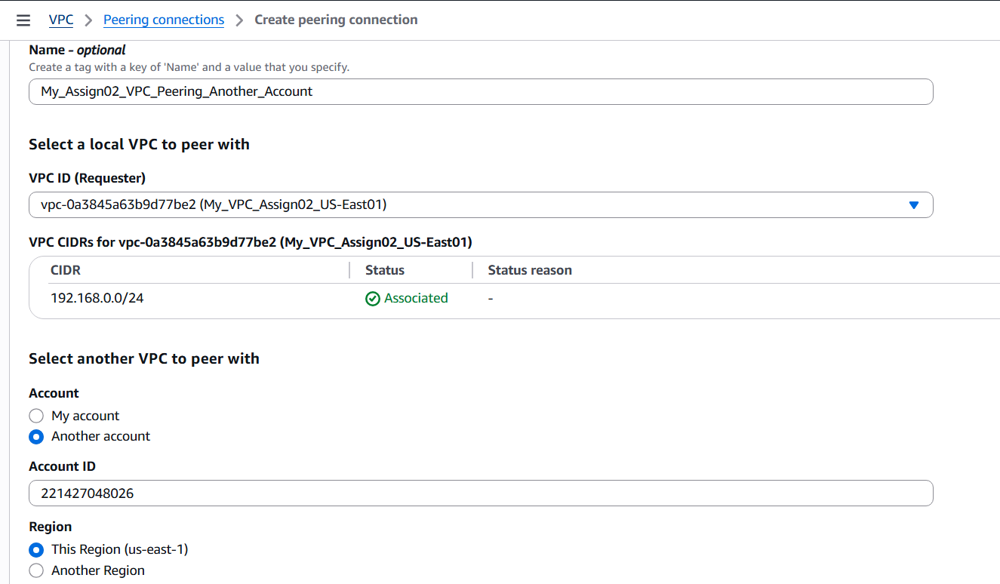 VPC > Peering connections > Create peering connection
Name - optional
Create a tag with a key of 'Name' and a value that you specify.
My_Assign02_VPC_Peering_Another_Account
Select a local VPC to peer with
VPC ID (Requester)
vpc-0a3845a63b9d77be2 (My_VPC_Assign02_US-East01)
VPC CIDRs for vpc-0a3845a63b9d77be2 (My_VPC_Assign02_US-East01)
CIDR Status Status reason
192.168.0.0/24 Associated -
Select another VPC to peer with
Account
My account
Another account
Account ID
221427048026
Region
This Region (us-east-1)
Another Region